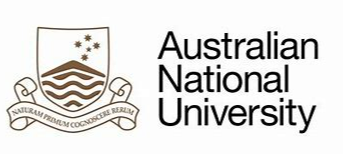 NATURAM PRIMUM COGNOSCERE RERUM
Australian
National
University